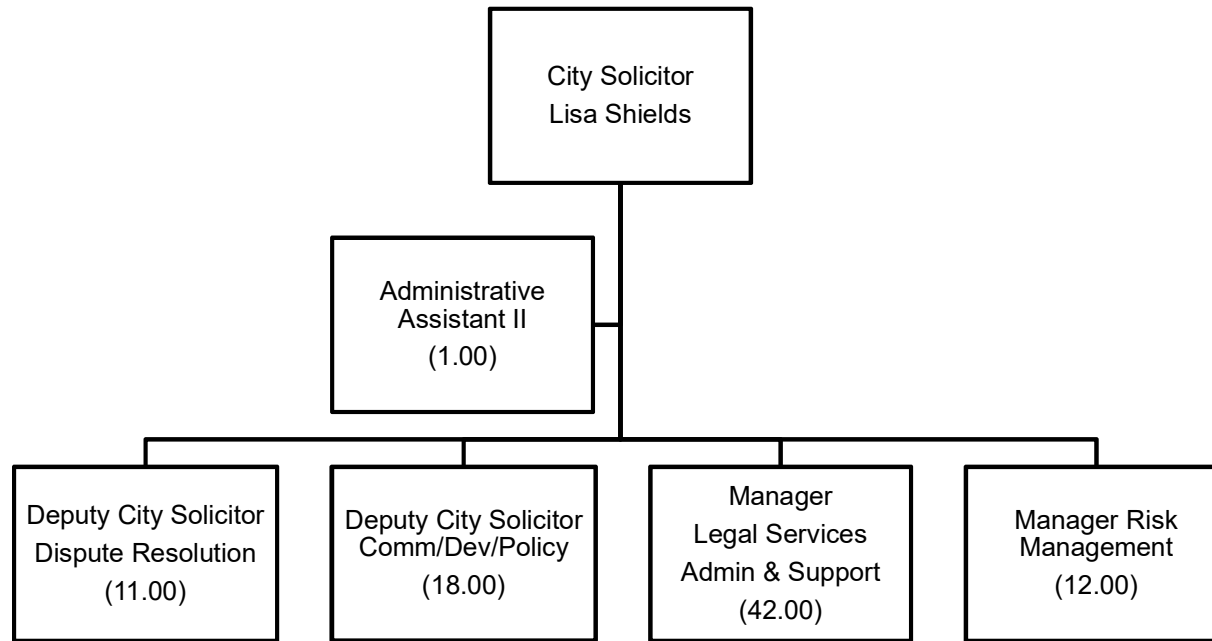 City Solicitor
Lisa Shields
Administrative
Assistant II
(1.00)
Deputy City Solicitor
Dispute Resolution
(11.00)
Deputy City Solicitor
Comm/Dev/Policy
(18.00)
Manager
Legal Services
Admin & Support
(42.00)
Manager Risk
Management
(12.00)